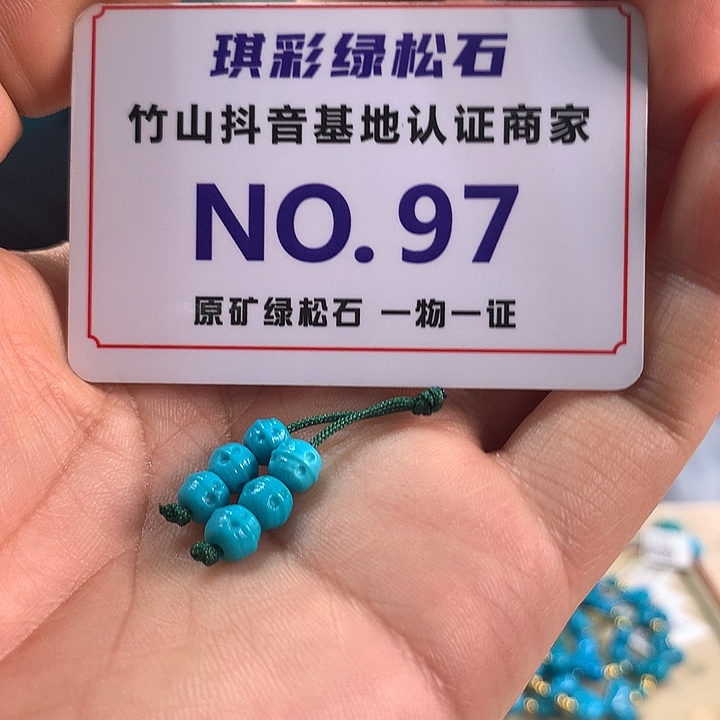 琪彩绿松石
竹山抖音基地认证商家
NO.97
原矿绿松石 一物一证